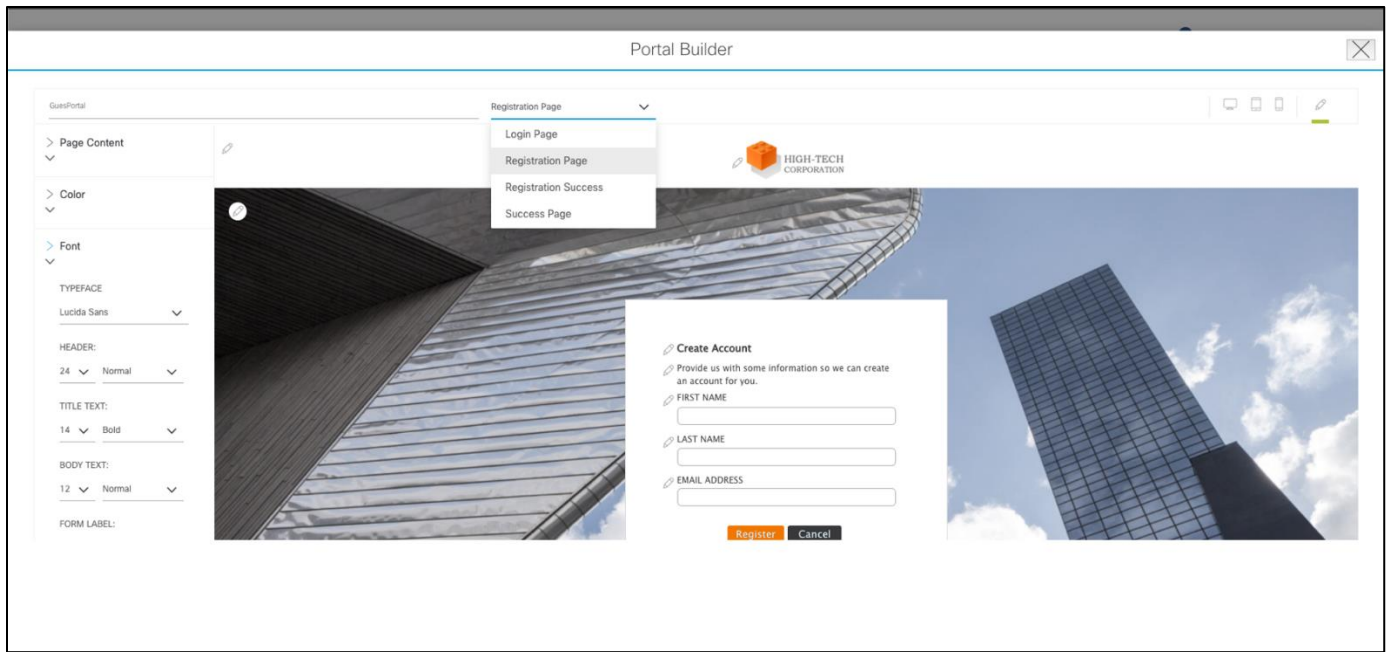 Portal Builder
GuesPortal
Registration Page
Login Page
Registration Page
Registration Success
Success Page
Page Content
Color
Font
TYPEFACE
Lucida Sans
HEADER:
24 Normal
TITLE TEXT:
14 Bold
BODY TEXT:
12 Normal
FORM LABEL:
HIGH-TECH
CORPORATION
Create Account
Provide us with some information so we can create
an account for you.
FIRST NAME
LAST NAME
EMAIL ADDRESS
Register Cancel